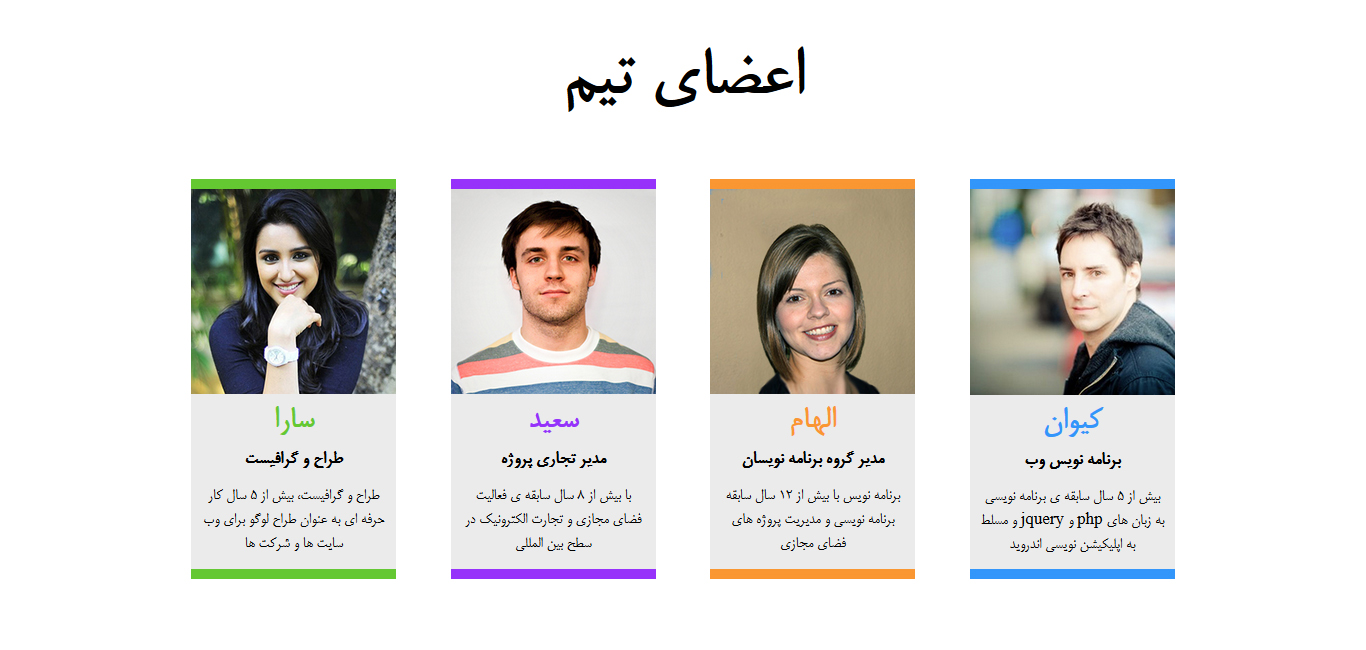 اعضای تیم
کیوان
برنامه نویس وب
بیش از ۵ سال سابقه ی برنامه نویسی
به زبان های php و jquery و مسلط
به اپلیکیشن نویسی اندروید
الهام
مدیر گروه برنامه نویسان
برنامه نویس با بیش از ۱۲ سال سابقه
برنامه نویسی و مدیریت پروژه های
فضای مجازی
سعید
مدیر تجاری پروژه
با بیش از ۸ سال سابقه ی فعالیت
فضای مجازی و تجارت الکترونیک در
سطح بین المللی
سارا
طراح و گرافیست
طراح و گرافیست، بیش از ۵ سال کار
حرفه ای به عنوان طراح لوگو برای وب
سایت ها و شرکت ها